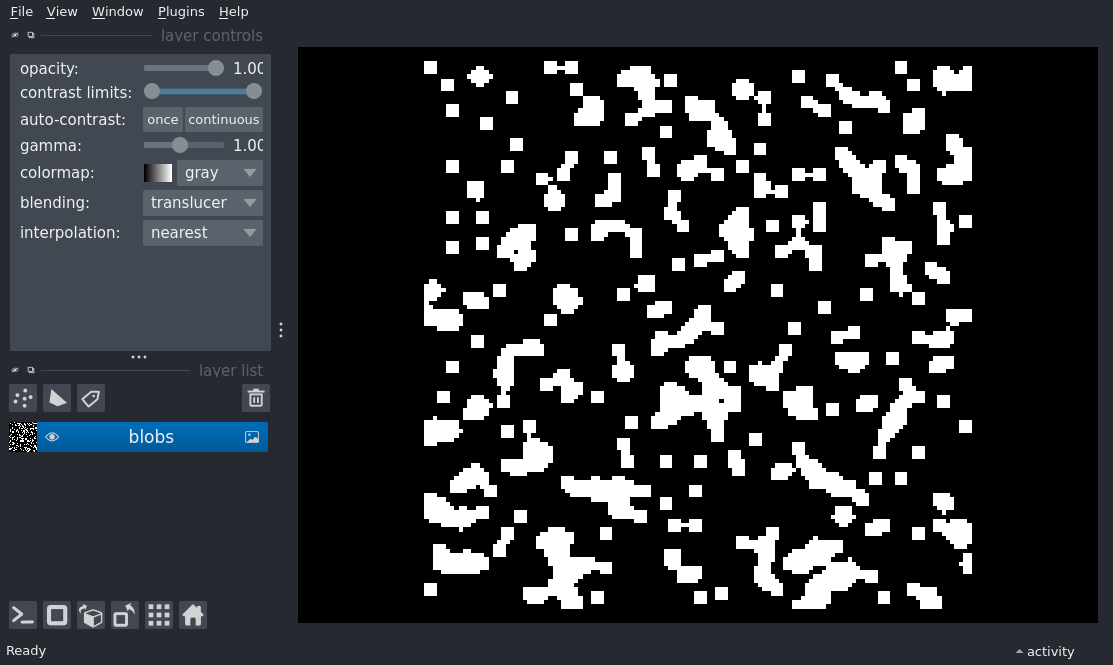 File View Window Plugins Help
layer controls
opacity: 1.00
contrast limits:
auto-contrast: once continuous
gamma: 1.00
colormap: gray
blending: translucer
interpolation: nearest
layer list
blobs
Ready activity